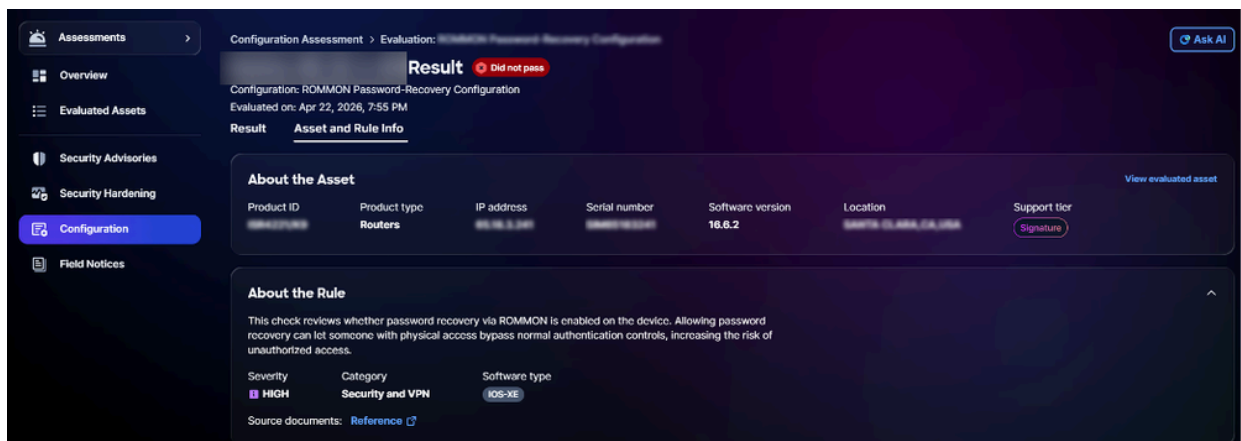 Assessments
Overview
Evaluated Assets
Security Advisories
Security Hardening
Configuration
Field Notices
Configuration Assessment > Evaluation:
Ask AI
Result Did not pass
Configuration: ROMMON Password-Recovery Configuration
Evaluated on: Apr 22, 2026, 7:55 PM
Result Asset and Rule Info
About the Asset View evaluated asset
Product ID Product type IP address Serial number Software version Location Support tier
Routers 16.6.2 Signature
About the Rule
This check reviews whether password recovery via ROMMON is enabled on the device. Allowing password
recovery can let someone with physical access bypass normal authentication controls, increasing the risk of
unauthorized access.
Severity Category Software type
HIGH Security and VPN IOS-XE
Source documents: Reference